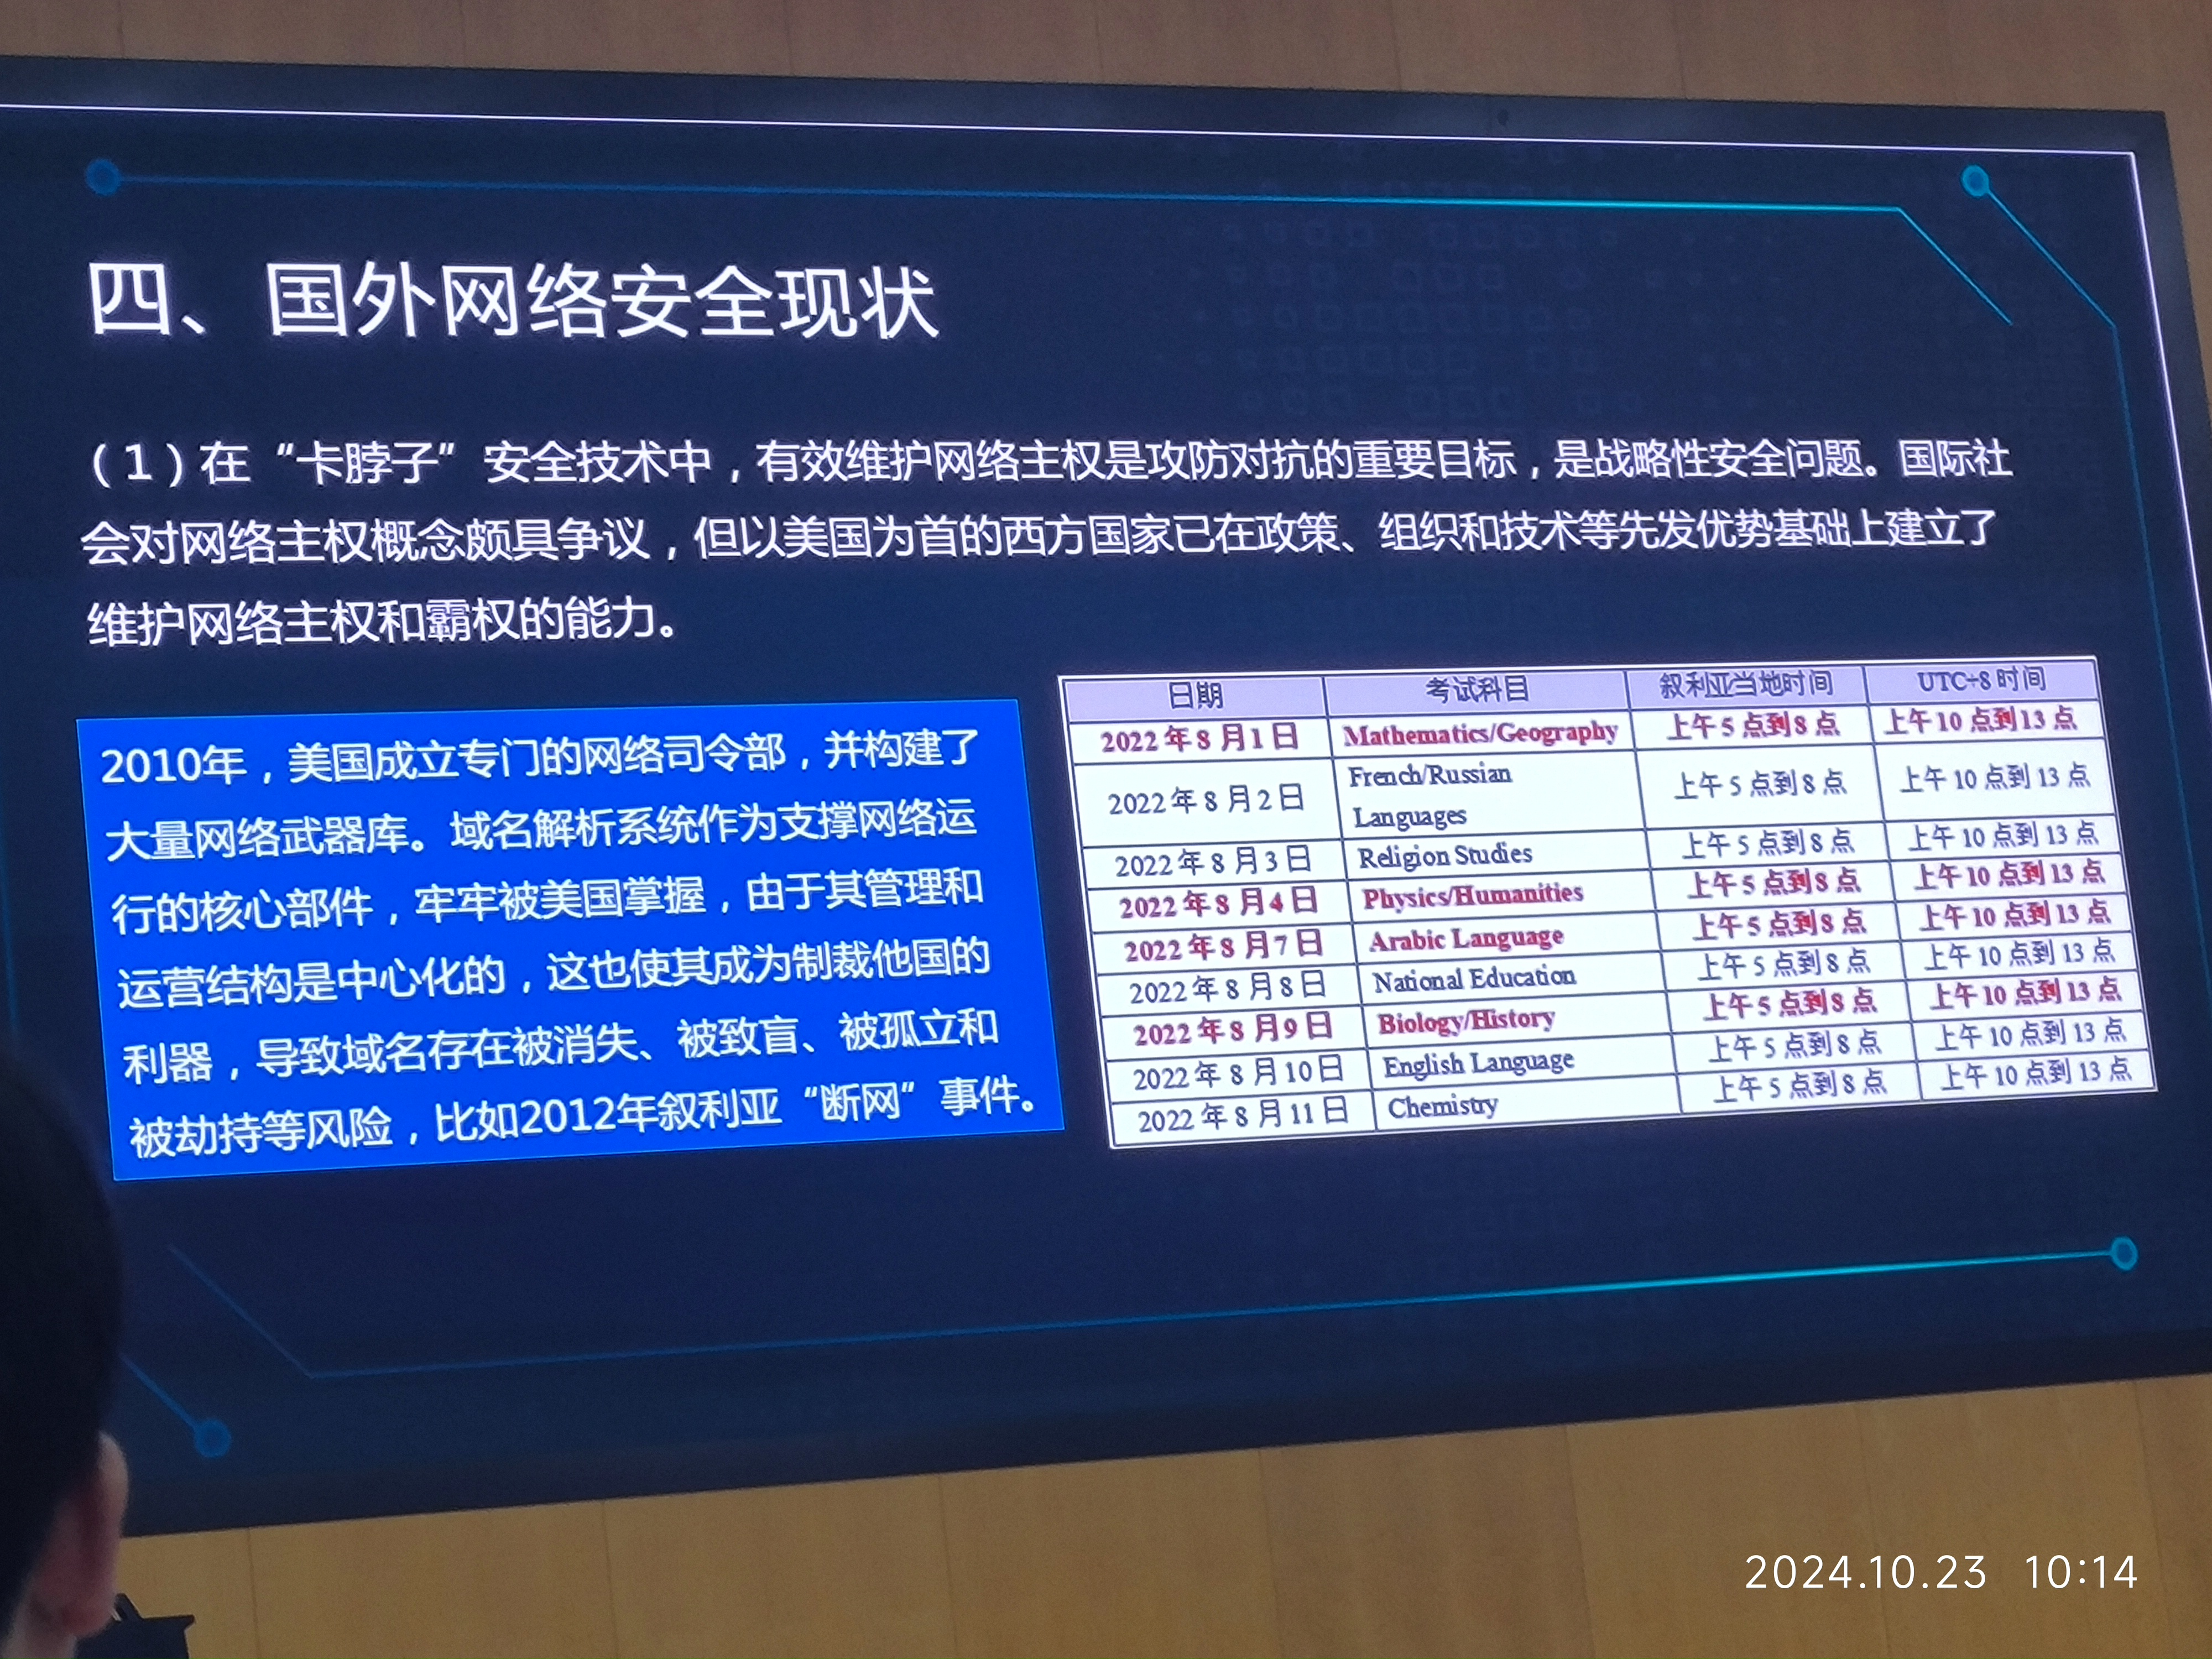 四、国外网络安全现状
（1）在“卡脖子”安全技术中，有效维护网络主权是攻防对抗的重要目标，是战略性安全问题。国际社
会对网络主权概念颇具争议，但以美国为首的西方国家已在政策、组织和技术等先发优势基础上建立了
维护网络主权和霸权的能力。
2010年，美国成立专门的网络司令部，并构建了
大量网络武器库。域名解析系统作为支撑网络运
行的核心部件，牢牢被美国掌握，由于其管理和
运营结构是中心化的，这也使其成为制裁他国的
利器，导致域名存在被消失、被致盲、被孤立和
被劫持等风险，比如2012年叙利亚“断网”事件。
日期 考试科目 叙利亚当地时间 UTC+8 时间
2022 年 8 月 1 日 Mathematics/Geography 上午 5 点到 8 点 上午 10 点到 13 点
2022 年 8 月 2 日 French/Russian Languages 上午 5 点到 8 点 上午 10 点到 13 点
2022 年 8 月 3 日 Religion Studies 上午 5 点到 8 点 上午 10 点到 13 点
2022 年 8 月 4 日 Physics/Humanities 上午 5 点到 8 点 上午 10 点到 13 点
2022 年 8 月 7 日 Arabic Language 上午 5 点到 8 点 上午 10 点到 13 点
2022 年 8 月 8 日 National Education 上午 5 点到 8 点 上午 10 点到 13 点
2022 年 8 月 9 日 Biology/History 上午 5 点到 8 点 上午 10 点到 13 点
2022 年 8 月 10 日 English Language 上午 5 点到 8 点 上午 10 点到 13 点
2022 年 8 月 11 日 Chemistry 上午 5 点到 8 点 上午 10 点到 13 点
2024.10.23 10:14